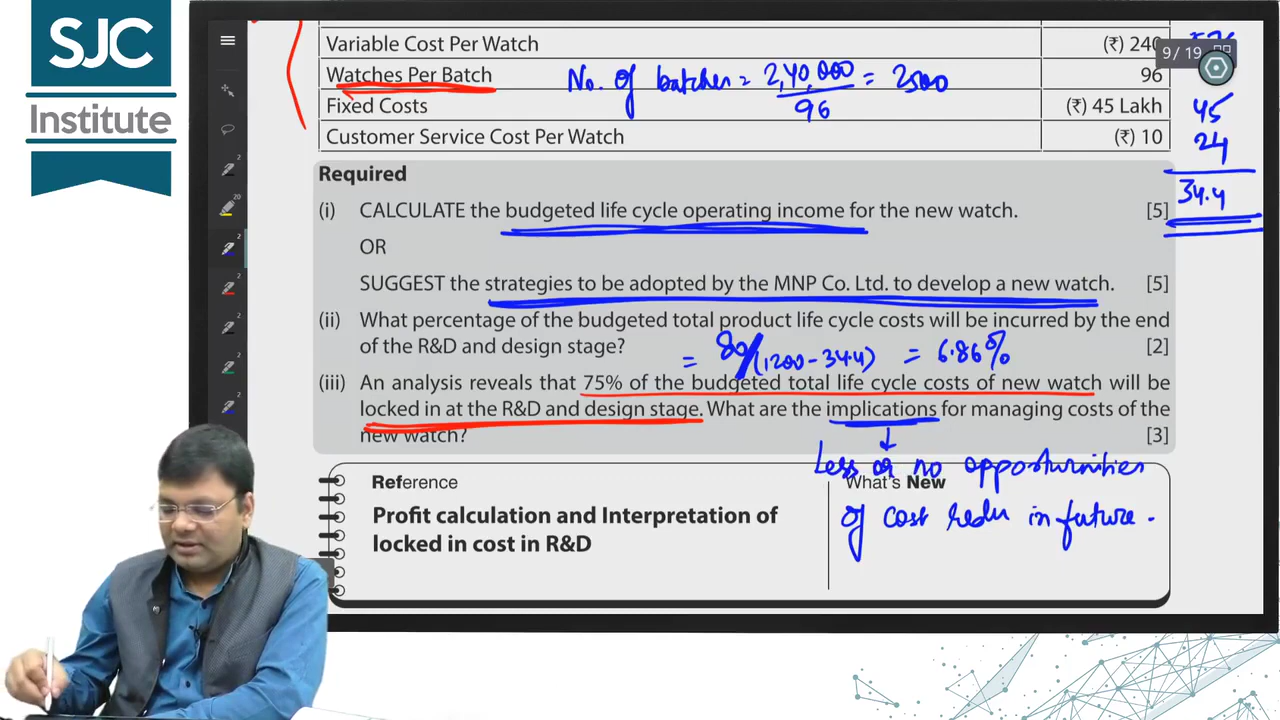 SJC
Institute
9 / 19
Variable Cost Per Watch (₹) 240
Watches Per Batch No. of batches = 2,40,000 / 96 = 2500 96
Fixed Costs (₹) 45 Lakh 45
Customer Service Cost Per Watch (₹) 10 24
34.4
Required
(i) CALCULATE the budgeted life cycle operating income for the new watch. [5]
OR
SUGGEST the strategies to be adopted by the MNP Co. Ltd. to develop a new watch. [5]
(ii) What percentage of the budgeted total product life cycle costs will be incurred by the end
of the R&D and design stage? [2]
= 80/(1200 - 34.4) = 6.86%
(iii) An analysis reveals that 75% of the budgeted total life cycle costs of new watch will be
locked in at the R&D and design stage. What are the implications for managing costs of the
new watch? [3]
Less or no opportunities
of cost redu in future.
Reference
What's New
Profit calculation and Interpretation of
locked in cost in R&D